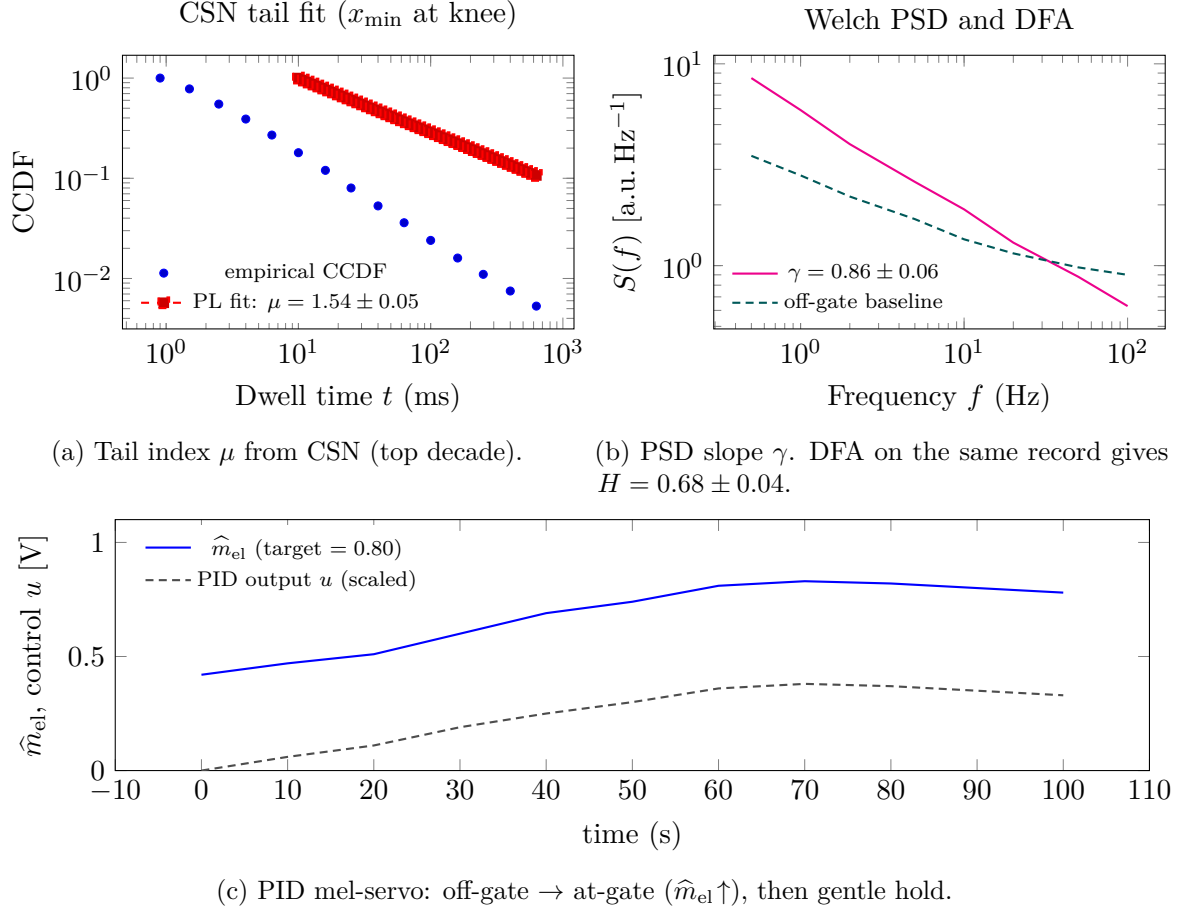 CSN tail fit (x_min at knee)
CCDF
10^0
10^−1
10^−2
empirical CCDF
PL fit: μ = 1.54 ± 0.05
10^0 10^1 10^2 10^3
Dwell time t (ms)
(a) Tail index μ from CSN (top decade).
Welch PSD and DFA
S(f) [a.u. Hz^−1]
10^1
10^0
γ = 0.86 ± 0.06
off-gate baseline
10^0 10^1 10^2
Frequency f (Hz)
(b) PSD slope γ. DFA on the same record gives
H = 0.68 ± 0.04.
m̂_el, control u [V]
1
0.5
0
m̂_el (target = 0.80)
PID output u (scaled)
−10 0 10 20 30 40 50 60 70 80 90 100 110
time (s)
(c) PID mel-servo: off-gate → at-gate (m̂_el ↑), then gentle hold.